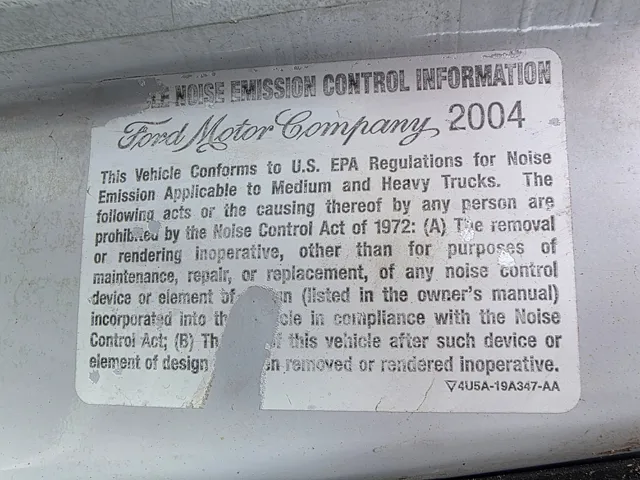 LE NOISE EMISSION CONTROL INFORMATION
Ford Motor Company 2004
This Vehicle Conforms to U.S. EPA Regulations for Noise
Emission Applicable to Medium and Heavy Trucks. The
following acts or the causing thereof by any person are
prohibited by the Noise Control Act of 1972: (A) The removal
or rendering inoperative, other than for purposes of
maintenance, repair, or replacement, of any noise control
device or element of (listed in the owner's manual)
incorporated into in compliance with the Noise
Control Act; (B) of this vehicle after such device or
element of design removed or rendered inoperative.
▽4U5A-19A347-AA